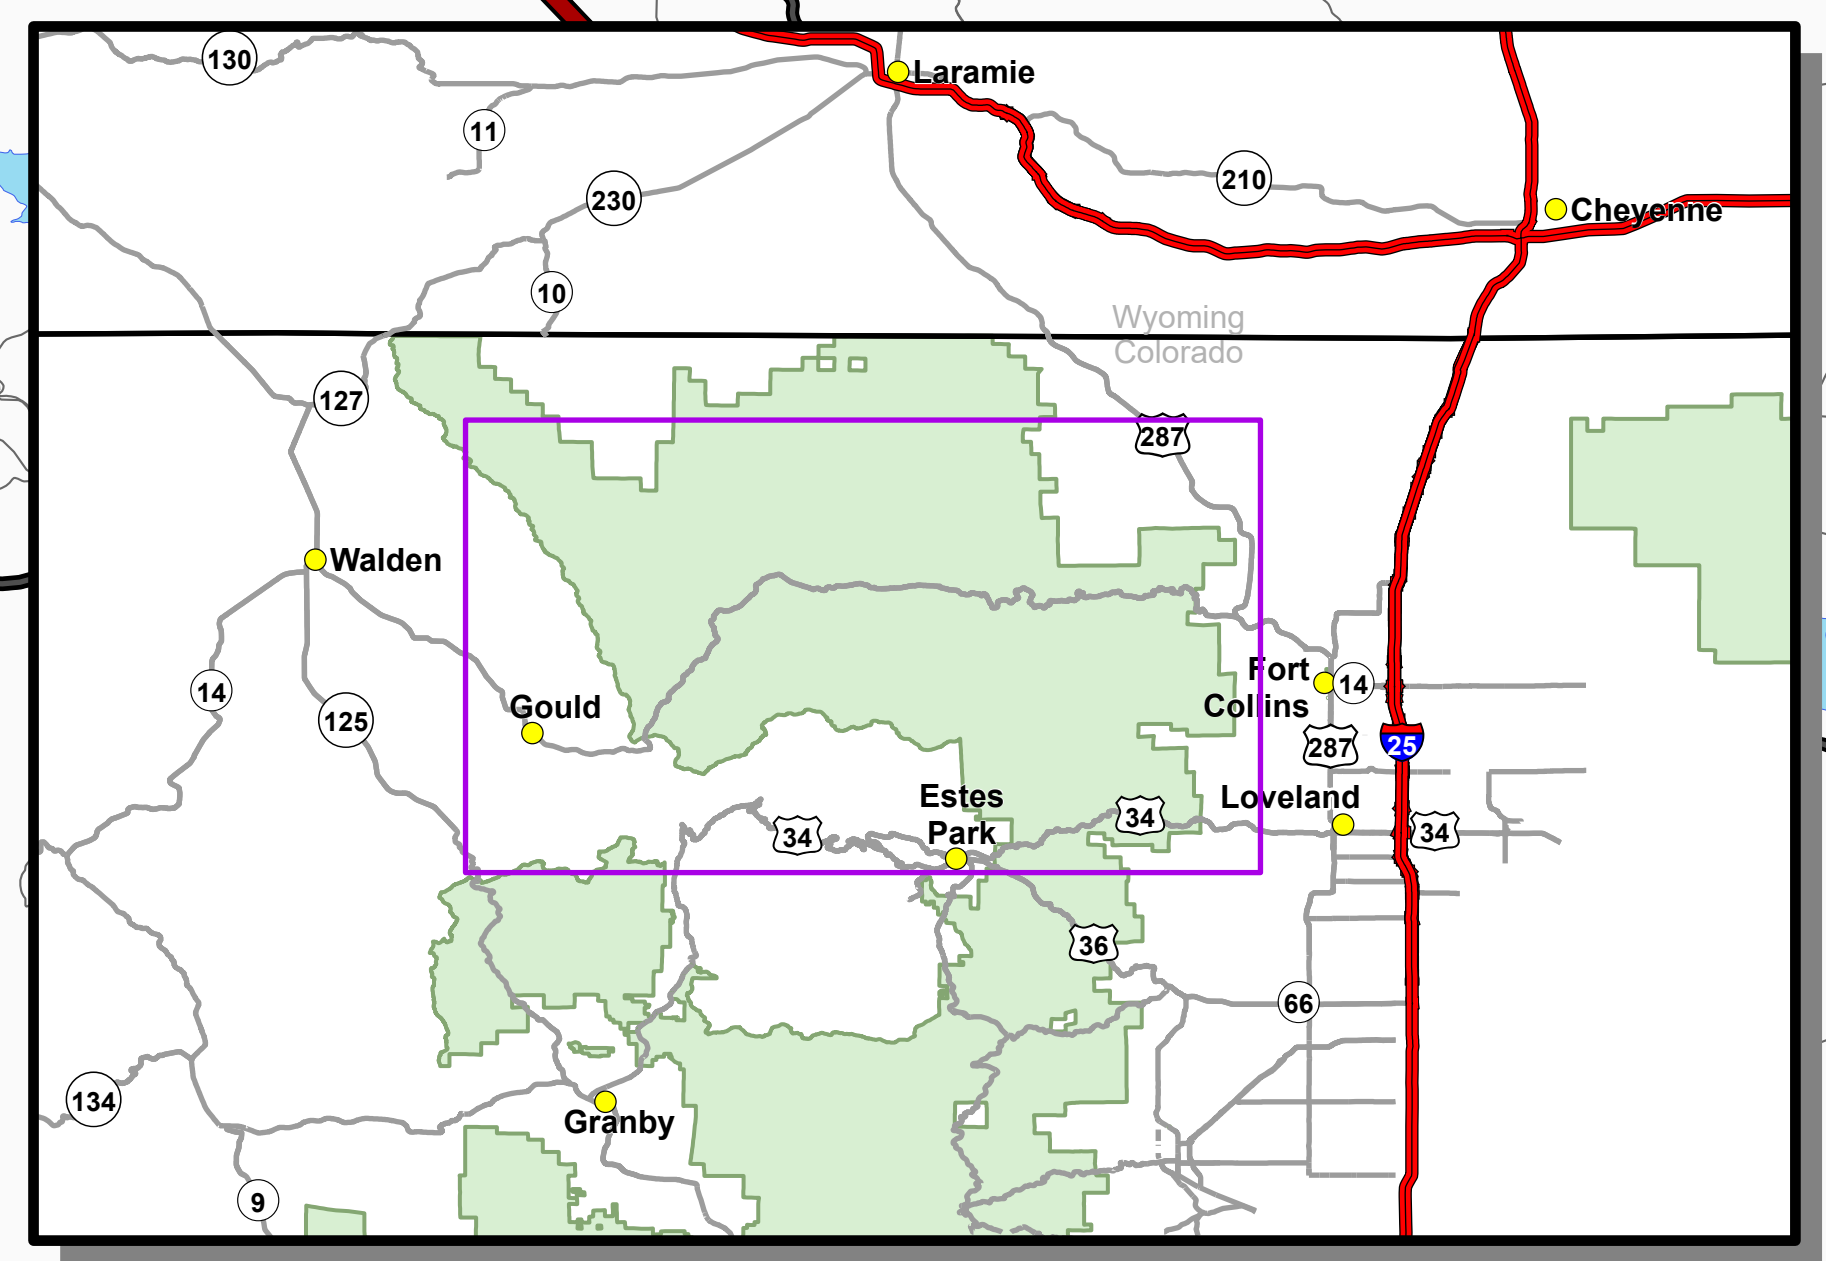 130
Laramie
11
210
230
Cheyenne
10
Wyoming
Colorado
127
287
Walden
Fort
Collins
14
14
Gould
125
287
25
Estes
Park
Loveland
34
34
34
36
66
134
Granby
9